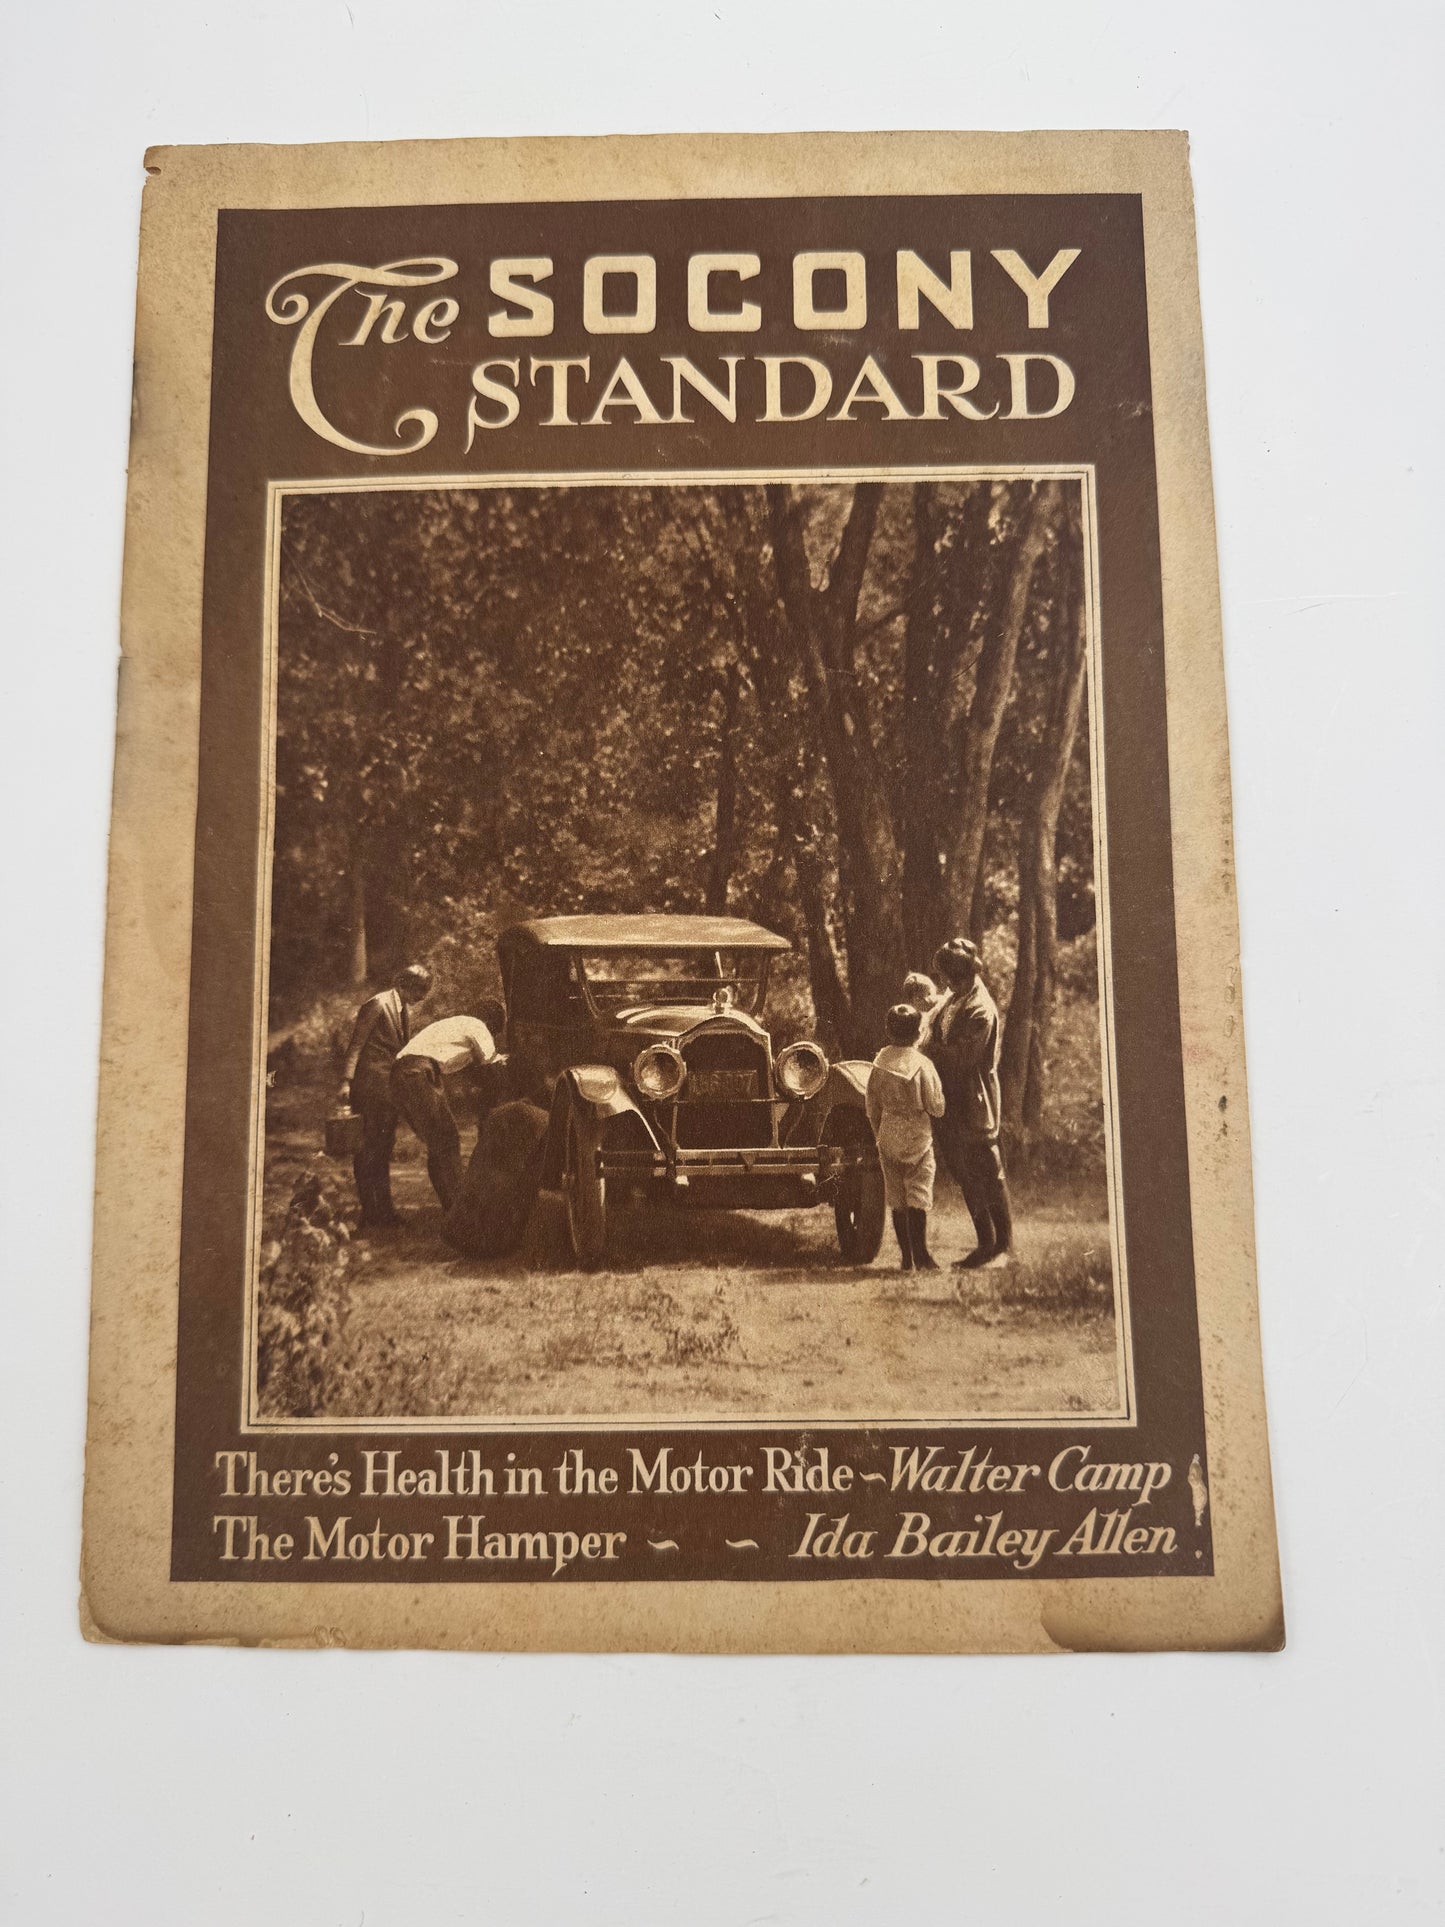 The SOCONY
STANDARD
There's Health in the Motor Ride ~ Walter Camp
The Motor Hamper ~ ~ Ida Bailey Allen